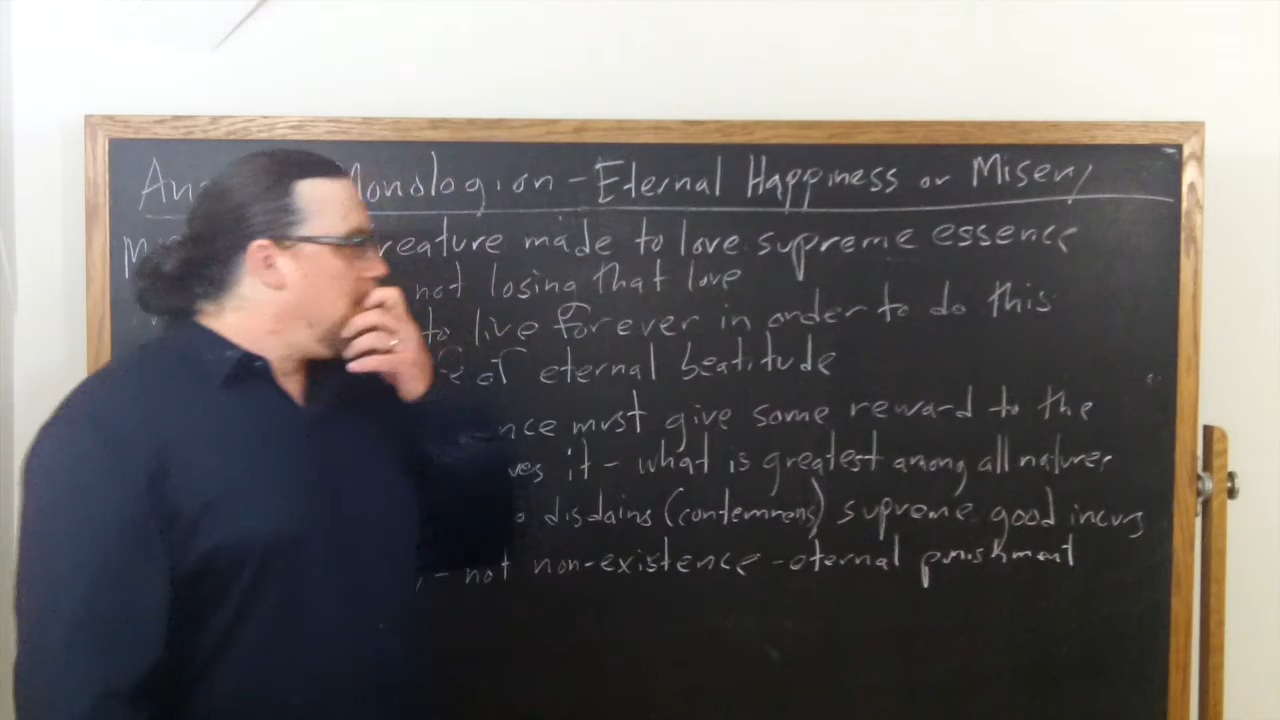 An Monologion - Eternal Happiness or Misery
reature made to love supreme essence
not losing that love
to live forever in order to do this
of eternal beatitude
nce must give some reward to the
ves it - what is greatest among all natures
disdains (contemnens) supreme good incurs
- not non-existence - eternal punishment